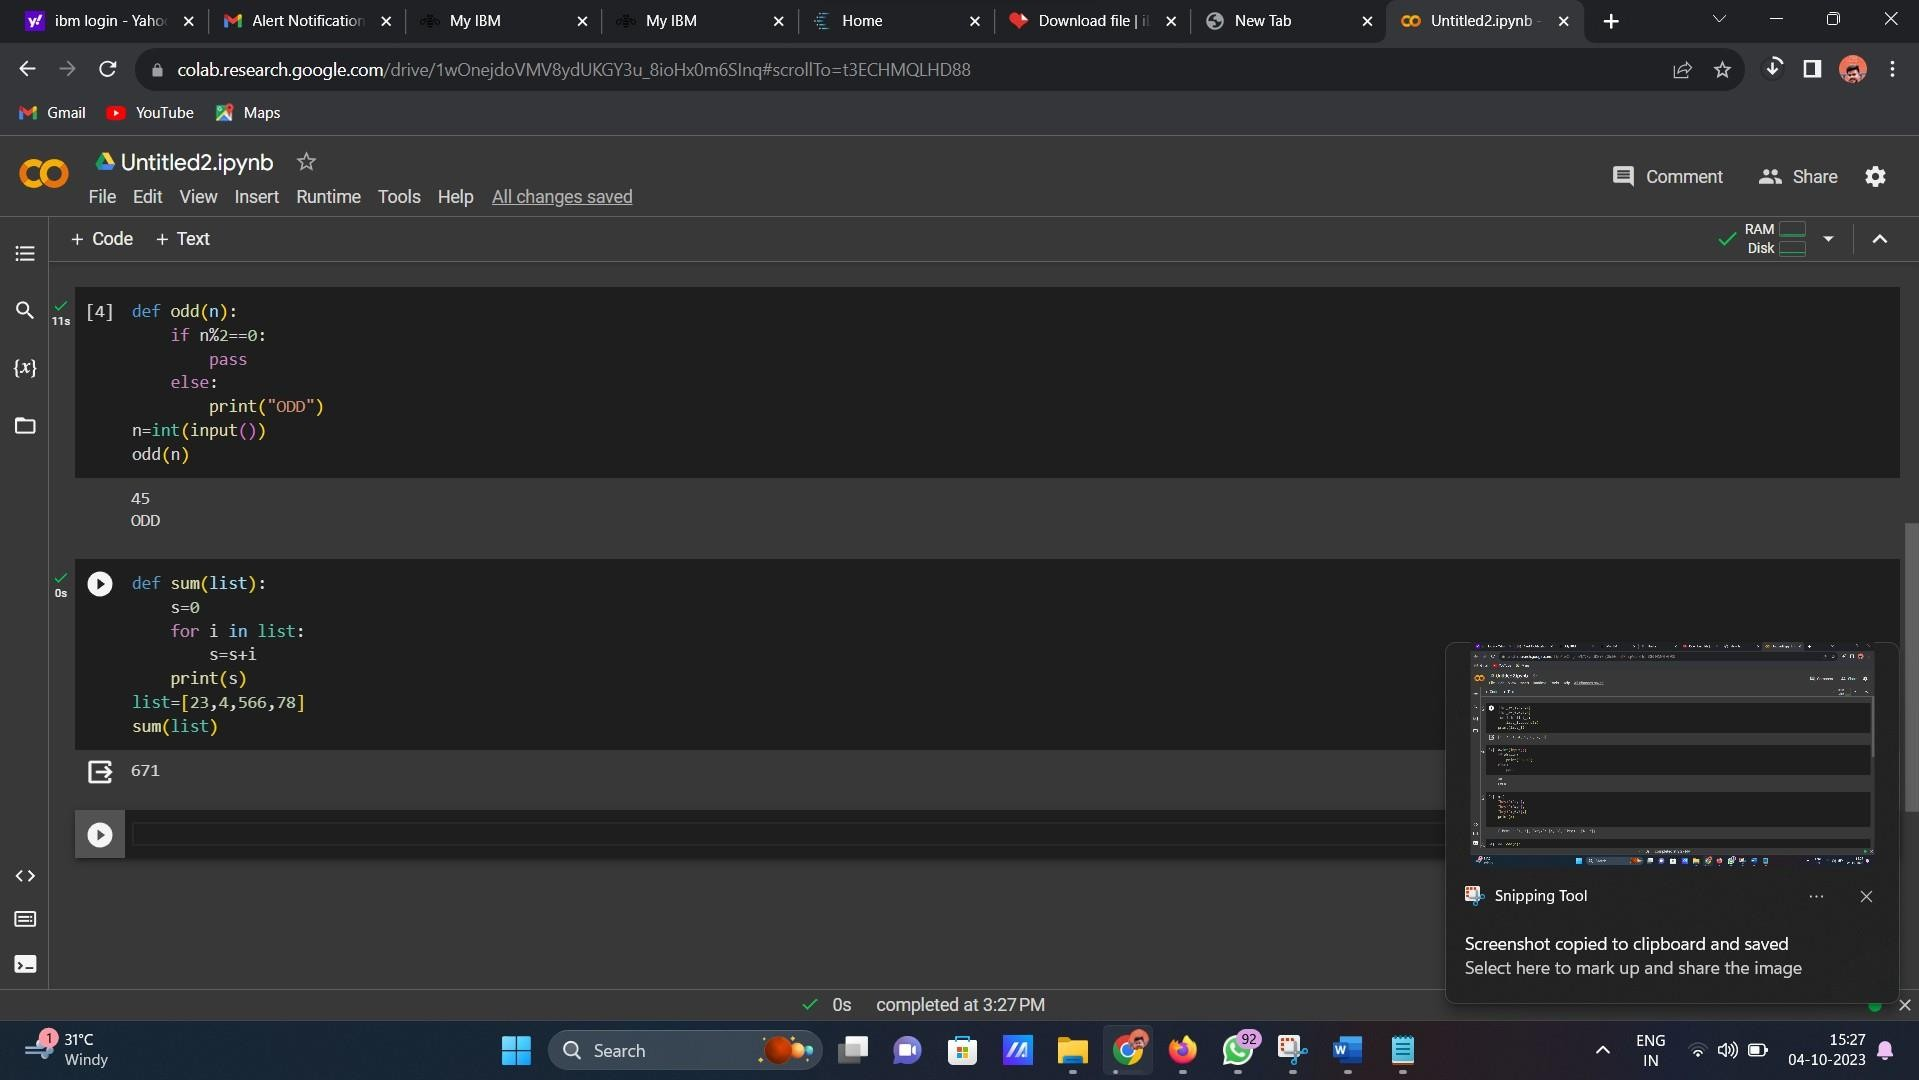 ibm login - Yahoo
Alert Notification
My IBM
My IBM
Home
Download file | il
New Tab
Untitled2.ipynb -
colab.research.google.com/drive/1wOnejdoVMV8ydUKGY3u_8ioHx0m6SInq#scrollTo=t3ECHMQLHD88
Gmail
YouTube
Maps
Untitled2.ipynb
File Edit View Insert Runtime Tools Help All changes saved
Comment
Share
+ Code + Text
RAM
Disk
11s
[4] def odd(n):
if n%2==0:
pass
else:
print("ODD")
n=int(input())
odd(n)
45
ODD
0s
def sum(list):
s=0
for i in list:
s=s+i
print(s)
list=[23,4,566,78]
sum(list)
671
{x}
Snipping Tool
Screenshot copied to clipboard and saved
Select here to mark up and share the image
0s completed at 3:27 PM
1
31°C
Windy
Search
92
ENG
IN
15:27
04-10-2023